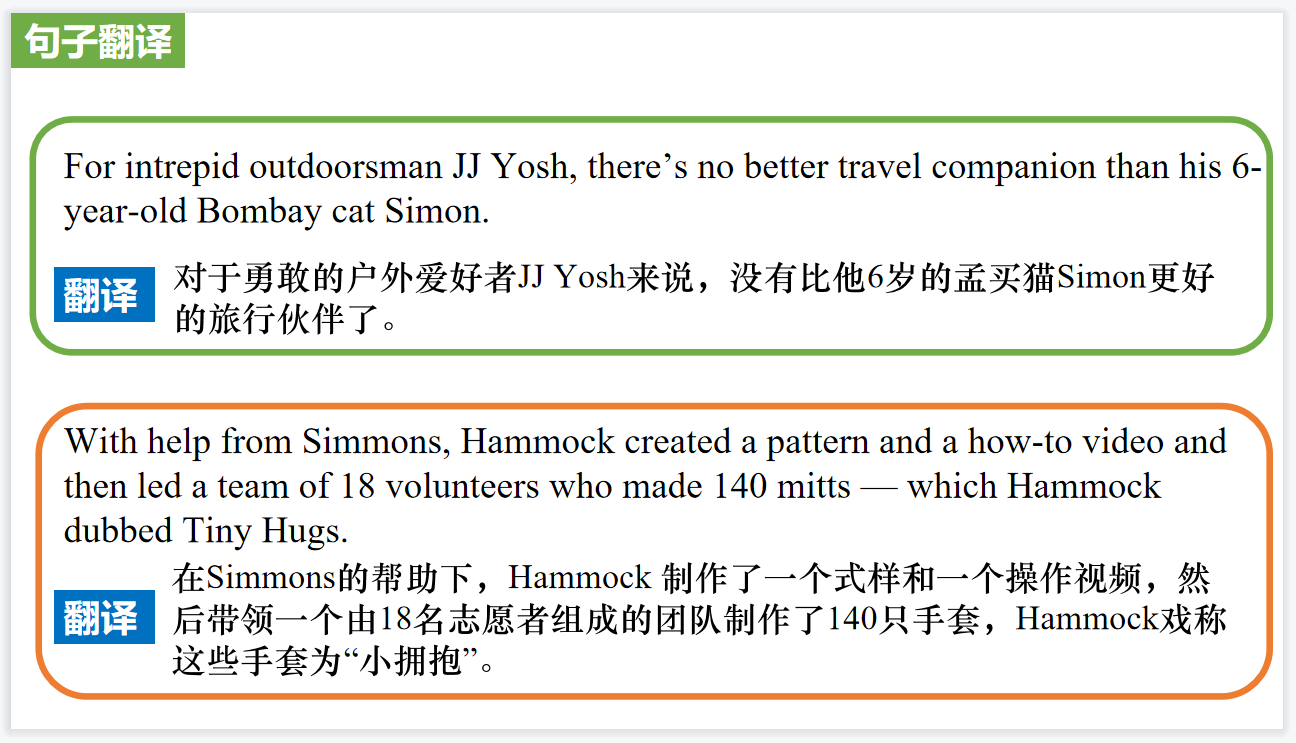 句子翻译
For intrepid outdoorsman JJ Yosh, there’s no better travel companion than his 6-
year-old Bombay cat Simon.
翻译
对于勇敢的户外爱好者JJ Yosh来说，没有比他6岁的孟买猫Simon更好
的旅行伙伴了。
With help from Simmons, Hammock created a pattern and a how-to video and
then led a team of 18 volunteers who made 140 mitts — which Hammock
dubbed Tiny Hugs.
翻译
在Simmons的帮助下，Hammock 制作了一个式样和一个操作视频，然
后带领一个由18名志愿者组成的团队制作了140只手套，Hammock戏称
这些手套为“小拥抱”。